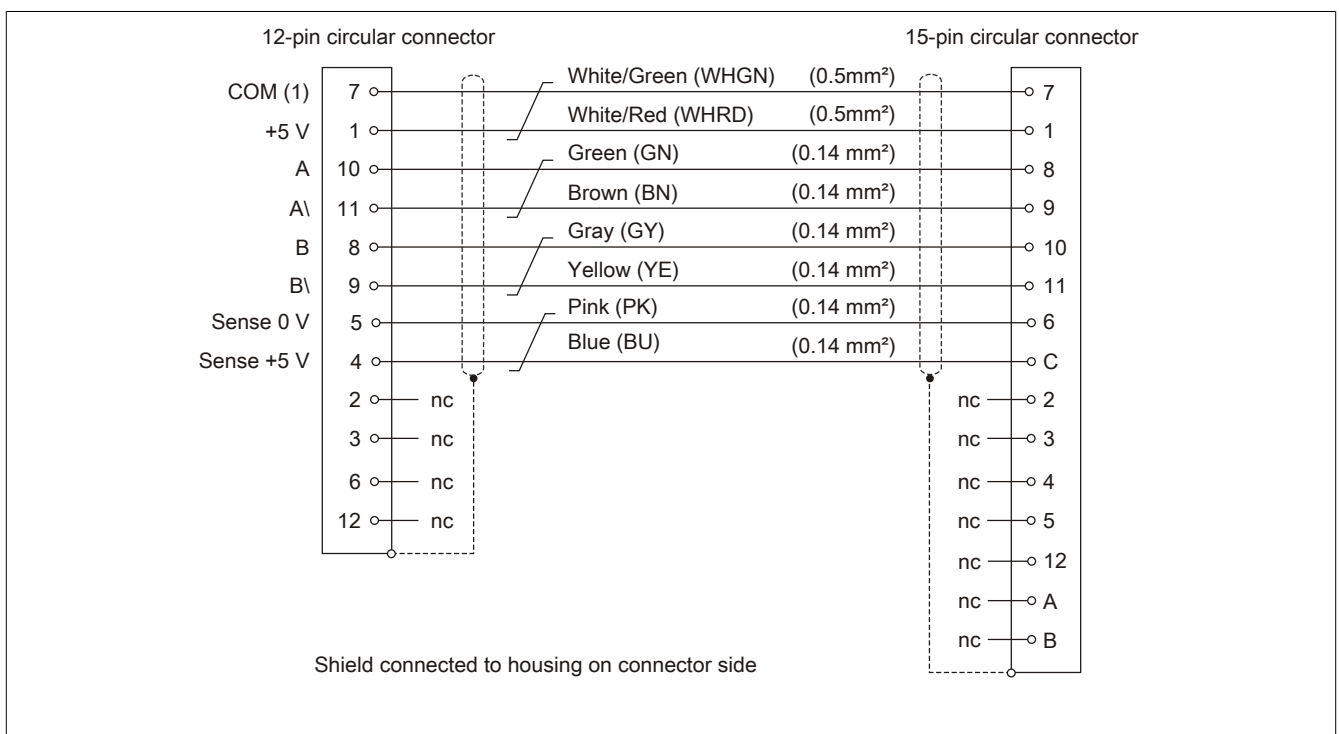 12-pin circular connector 15-pin circular connector
COM (1) 7 White/Green (WHGN) (0.5mm²) 7
+5 V 1 White/Red (WHRD) (0.5mm²) 1
A 10 Green (GN) (0.14 mm²) 8
A\ 11 Brown (BN) (0.14 mm²) 9
B 8 Gray (GY) (0.14 mm²) 10
B\ 9 Yellow (YE) (0.14 mm²) 11
Sense 0 V 5 Pink (PK) (0.14 mm²) 6
Sense +5 V 4 Blue (BU) (0.14 mm²) C
2 nc nc 2
3 nc nc 3
6 nc nc 4
12 nc nc 5
nc 12
nc A
nc B
Shield connected to housing on connector side